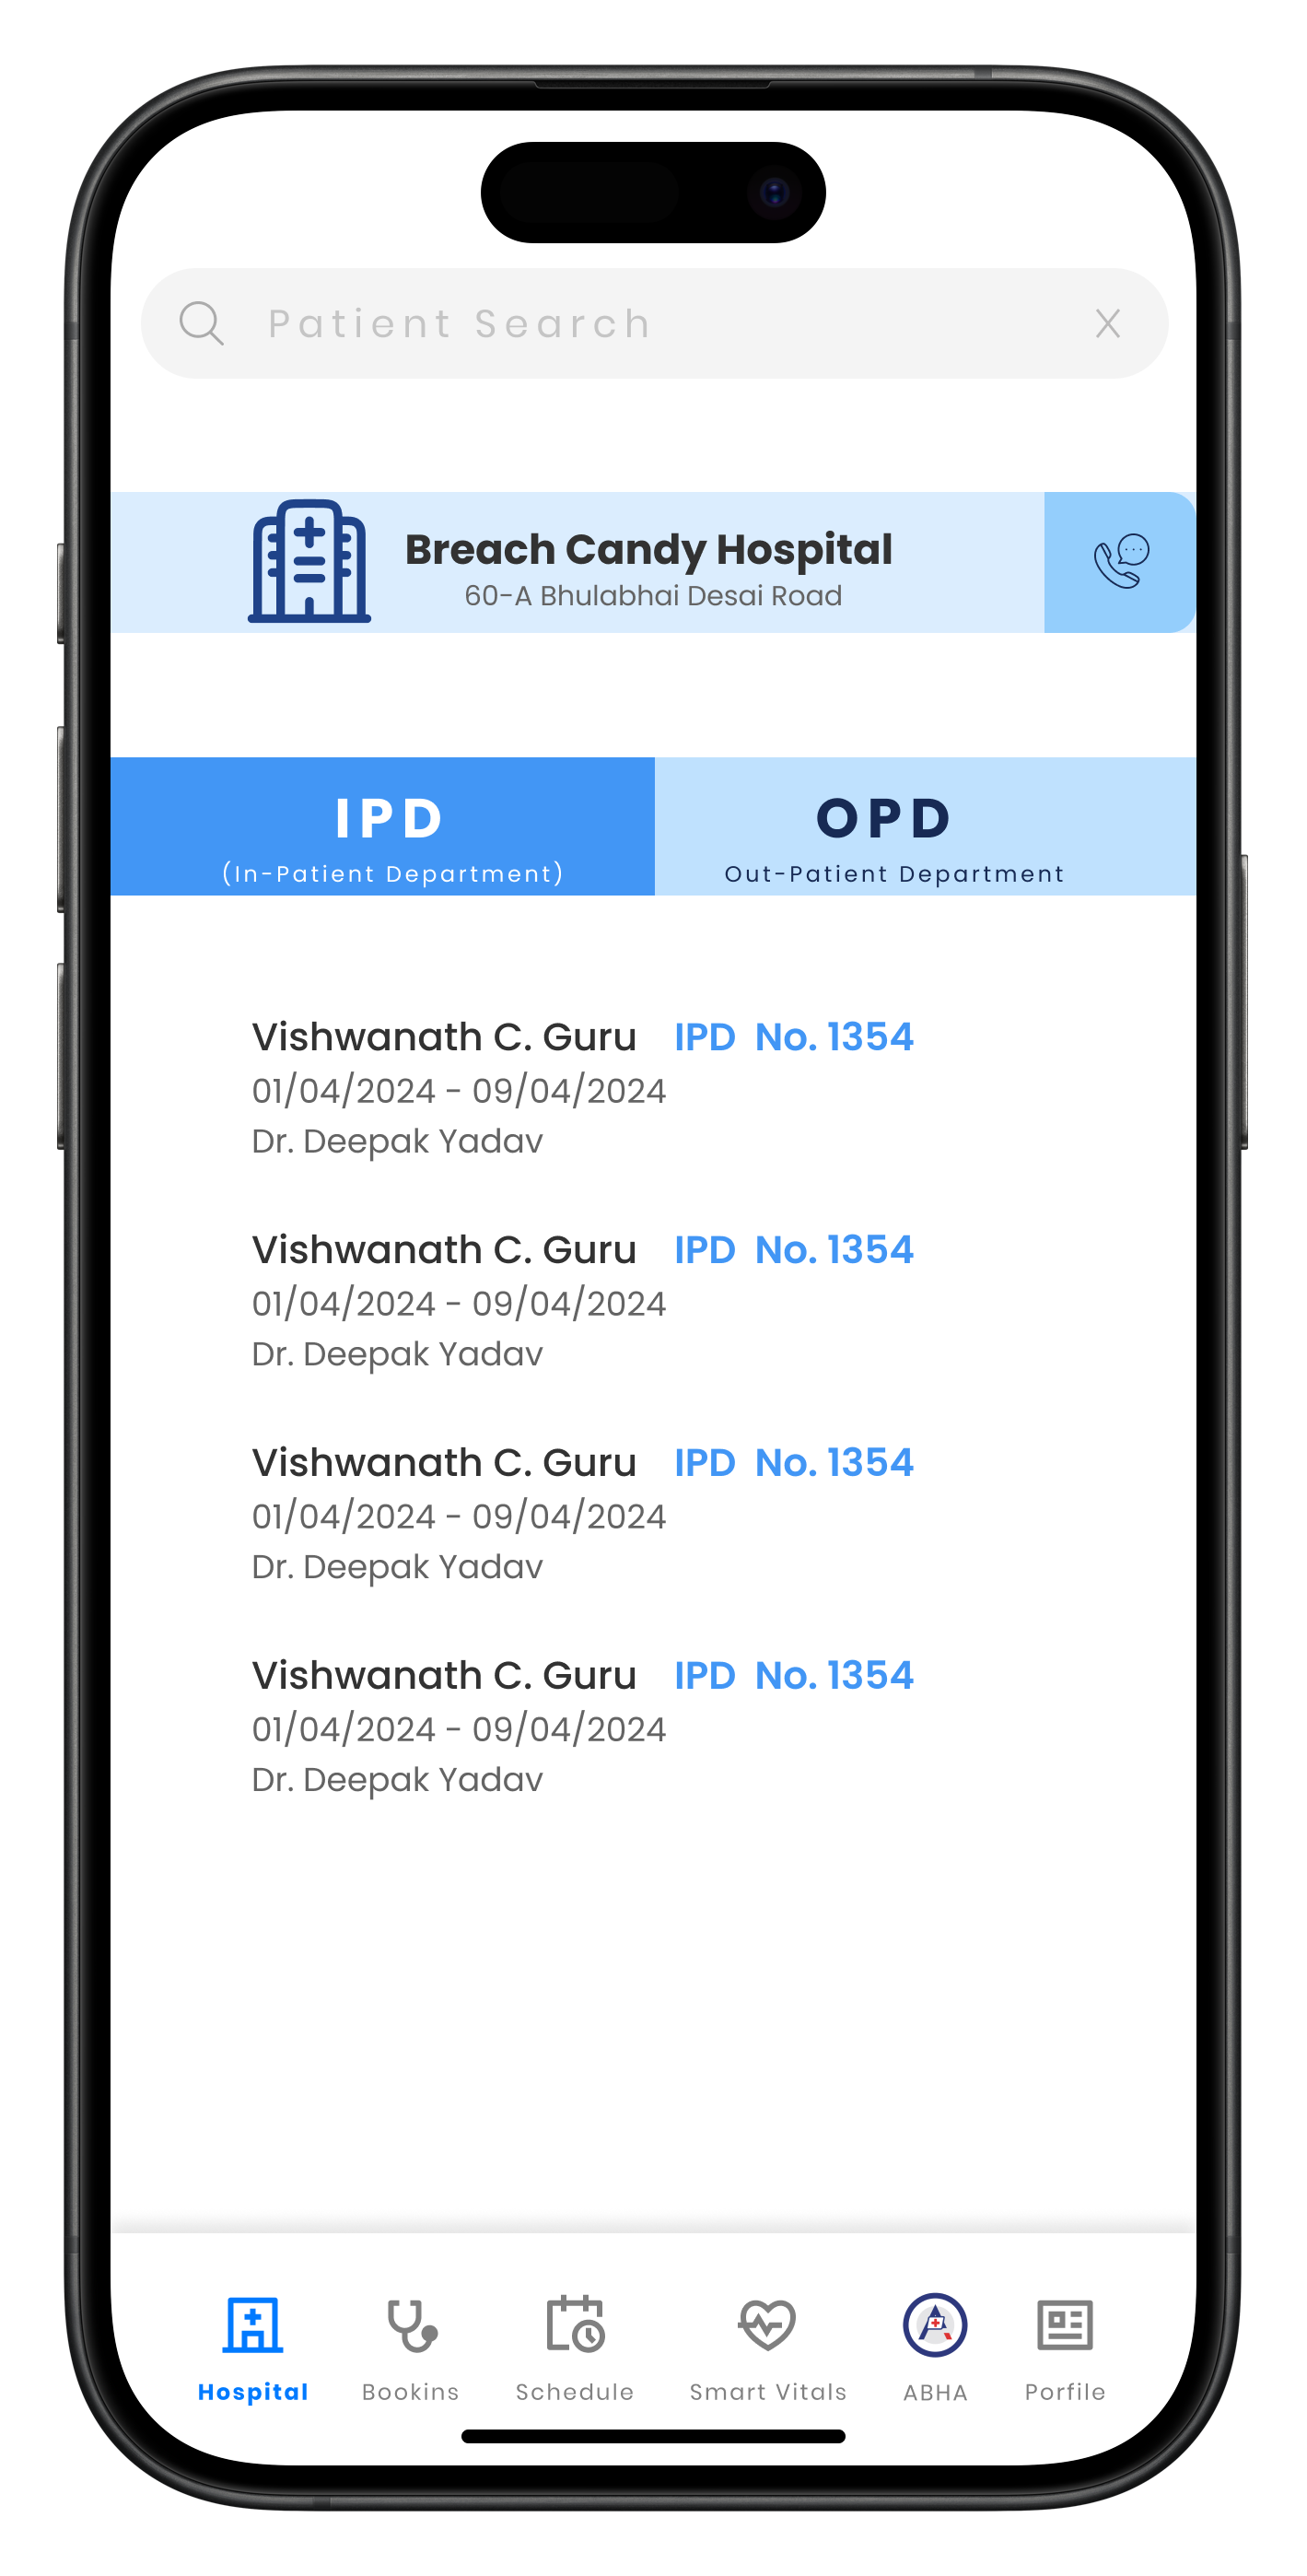 Patient Search X
Breach Candy Hospital
60-A Bhulabhai Desai Road
IPD
(In-Patient Department)
OPD
Out-Patient Department
Vishwanath C. Guru IPD No. 1354
01/04/2024 - 09/04/2024
Dr. Deepak Yadav
Vishwanath C. Guru IPD No. 1354
01/04/2024 - 09/04/2024
Dr. Deepak Yadav
Vishwanath C. Guru IPD No. 1354
01/04/2024 - 09/04/2024
Dr. Deepak Yadav
Vishwanath C. Guru IPD No. 1354
01/04/2024 - 09/04/2024
Dr. Deepak Yadav
Hospital Bookins Schedule Smart Vitals ABHA Porfile